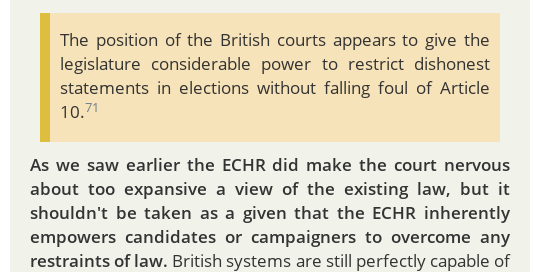 The position of the British courts appears to give the
legislature considerable power to restrict dishonest
statements in elections without falling foul of Article
10.71
As we saw earlier the ECHR did make the court nervous
about too expansive a view of the existing law, but it
shouldn't be taken as a given that the ECHR inherently
empowers candidates or campaigners to overcome any
restraints of law. British systems are still perfectly capable of